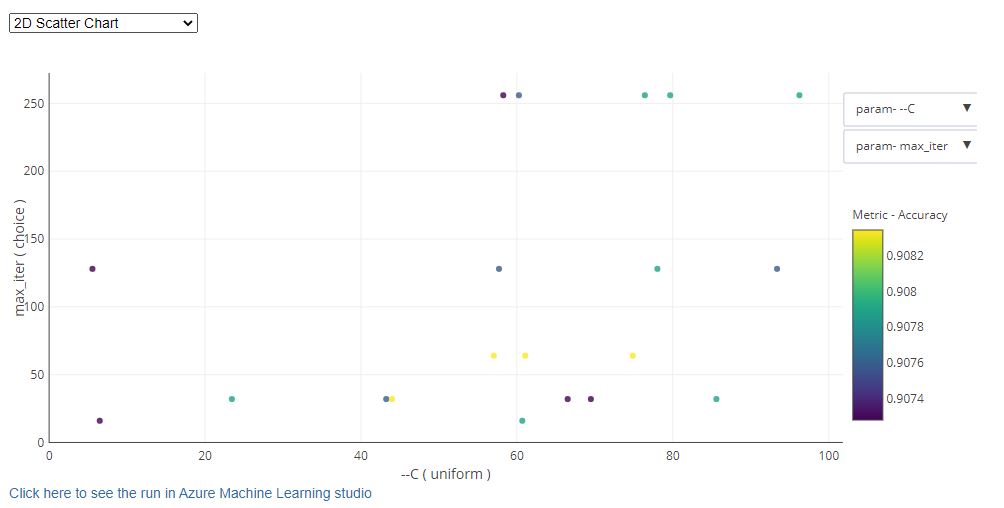 2D Scatter Chart
250
200
150
100
50
0
max_iter ( choice )
0 20 40 60 80 100
--C ( uniform )
param- --C
param- max_iter
Metric - Accuracy
0.9082
0.908
0.9078
0.9076
0.9074
Click here to see the run in Azure Machine Learning studio